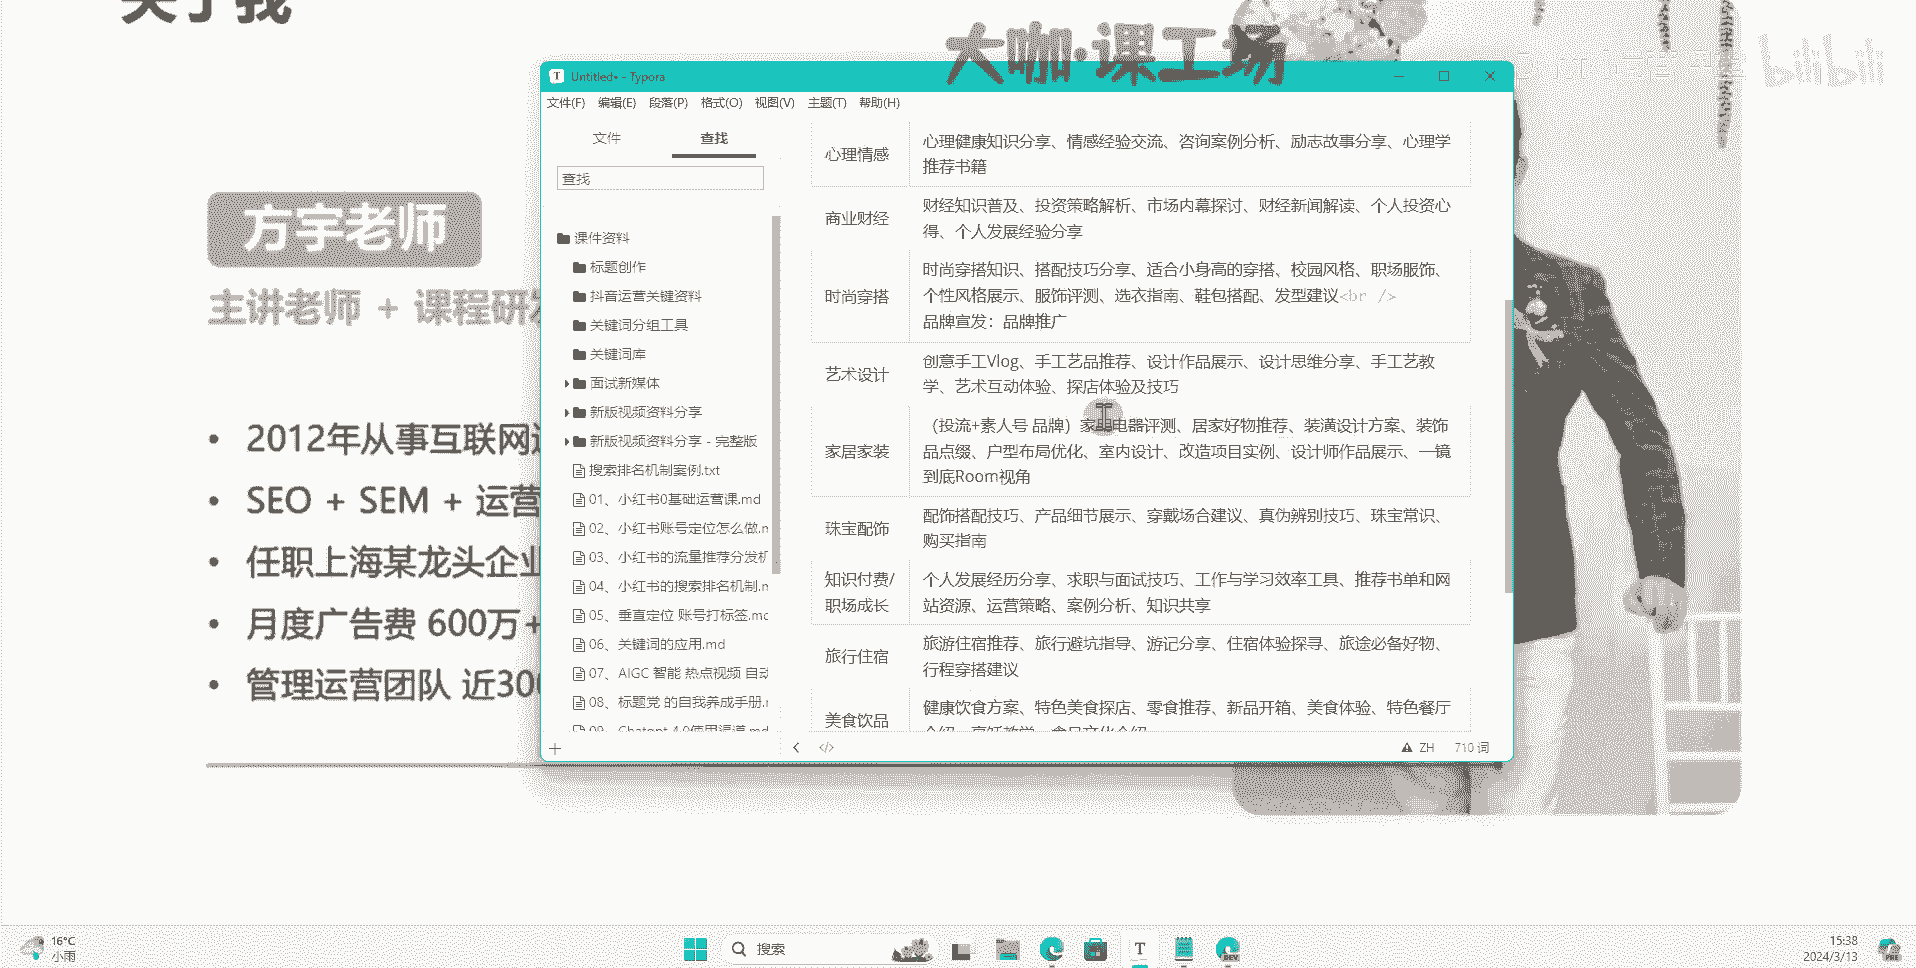 关于我
大咖·课工场
bilibili
方宇老师
主讲老师 + 课程研发
• 2012年从事互联网运
• SEO + SEM + 运营
• 任职上海某龙头企业
• 月度广告费 600万+
• 管理运营团队 近300
Untitled• - Typora
文件(F) 编辑(E) 段落(P) 格式(O) 视图(V) 主题(T) 帮助(H)
文件 查找
查找
课件资料
标题创作
抖音运营关键资料
关键词分组工具
关键词库
面试新媒体
新版视频资料分享
新版视频资料分享 - 完整版
搜索排名机制案例.txt
01、小红书0基础运营课.md
02、小红书账号定位怎么做.m
03、小红书的流量推荐分发机
04、小红书的搜索排名机制.m
05、垂直定位 账号打标签.mc
06、关键词的应用.md
07、AIGC 智能 热点视频 自动
08、标题党 的自我养成手册.r
09、Chatgpt 4.0使用渠道.md
心理情感
心理健康知识分享、情感经验交流、咨询案例分析、励志故事分享、心理学
推荐书籍
商业财经
财经知识普及、投资策略解析、市场内幕探讨、财经新闻解读、个人投资心
得、个人发展经验分享
时尚穿搭
时尚穿搭知识、搭配技巧分享、适合小身高的穿搭、校园风格、职场服饰、
个性风格展示、服饰评测、选衣指南、鞋包搭配、发型建议<br />
品牌宣发：品牌推广
艺术设计
创意手工Vlog、手工艺品推荐、设计作品展示、设计思维分享、手工艺教
学、艺术互动体验、探店体验及技巧
家居家装
（投流+素人号 品牌）家用电器评测、居家好物推荐、装潢设计方案、装饰
品点缀、户型布局优化、室内设计、改造项目实例、设计师作品展示、一镜
到底Room视角
珠宝配饰
配饰搭配技巧、产品细节展示、穿戴场合建议、真伪辨别技巧、珠宝常识、
购买指南
知识付费/
职场成长
个人发展经历分享、求职与面试技巧、工作与学习效率工具、推荐书单和网
站资源、运营策略、案例分析、知识共享
旅行住宿
旅游住宿推荐、旅行避坑指导、游记分享、住宿体验探寻、旅途必备好物、
行程穿搭建议
美食饮品
健康饮食方案、特色美食探店、零食推荐、新品开箱、美食体验、特色餐厅
介绍、烹饪教学、食品文化介绍
</> ZH 710 词
16°C
小雨
搜索
T
DEV
15:38
2024/3/13
PRE